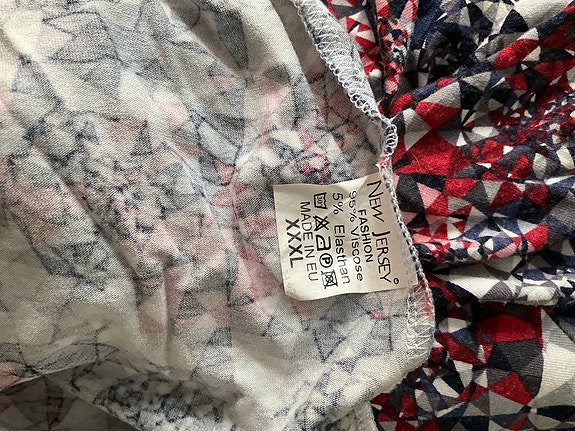 NEW JERSEY®
FASHION
95% Viscose
5% Elasthan
P
MADE IN EU
XXXL